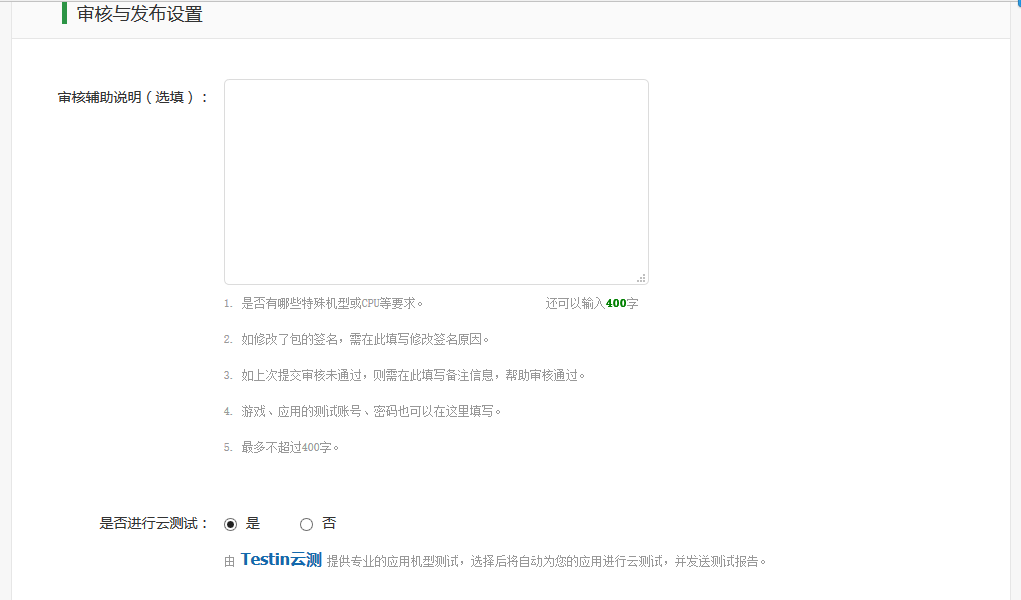 审核与发布设置
审核辅助说明（选填）：
1. 是否有哪些特殊机型或CPU等要求。 还可以输入400字
2. 如修改了包的签名，需在此填写修改签名原因。
3. 如上次提交审核未通过，则需在此填写备注信息，帮助审核通过。
4. 游戏、应用的测试账号、密码也可以在这里填写。
5. 最多不超过400字。
是否进行云测试： 是 否
由 Testin云测 提供专业的应用机型测试，选择后将自动为您的应用进行云测试，并发送测试报告。